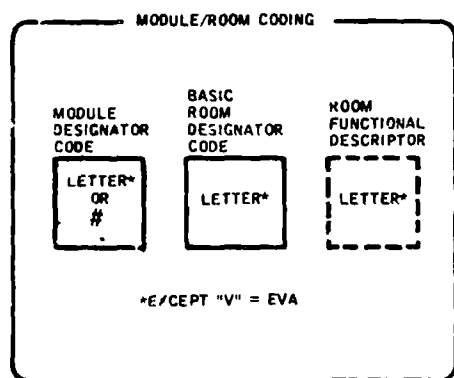 MODULE/ROOM CODING
MODULE
DESIGNATOR
CODE
LETTER*
OR
#
BASIC
ROOM
DESIGNATOR
CODE
LETTER*
ROOM
FUNCTIONAL
DESCRIPTOR
LETTER*
*EXCEPT "V" = EVA